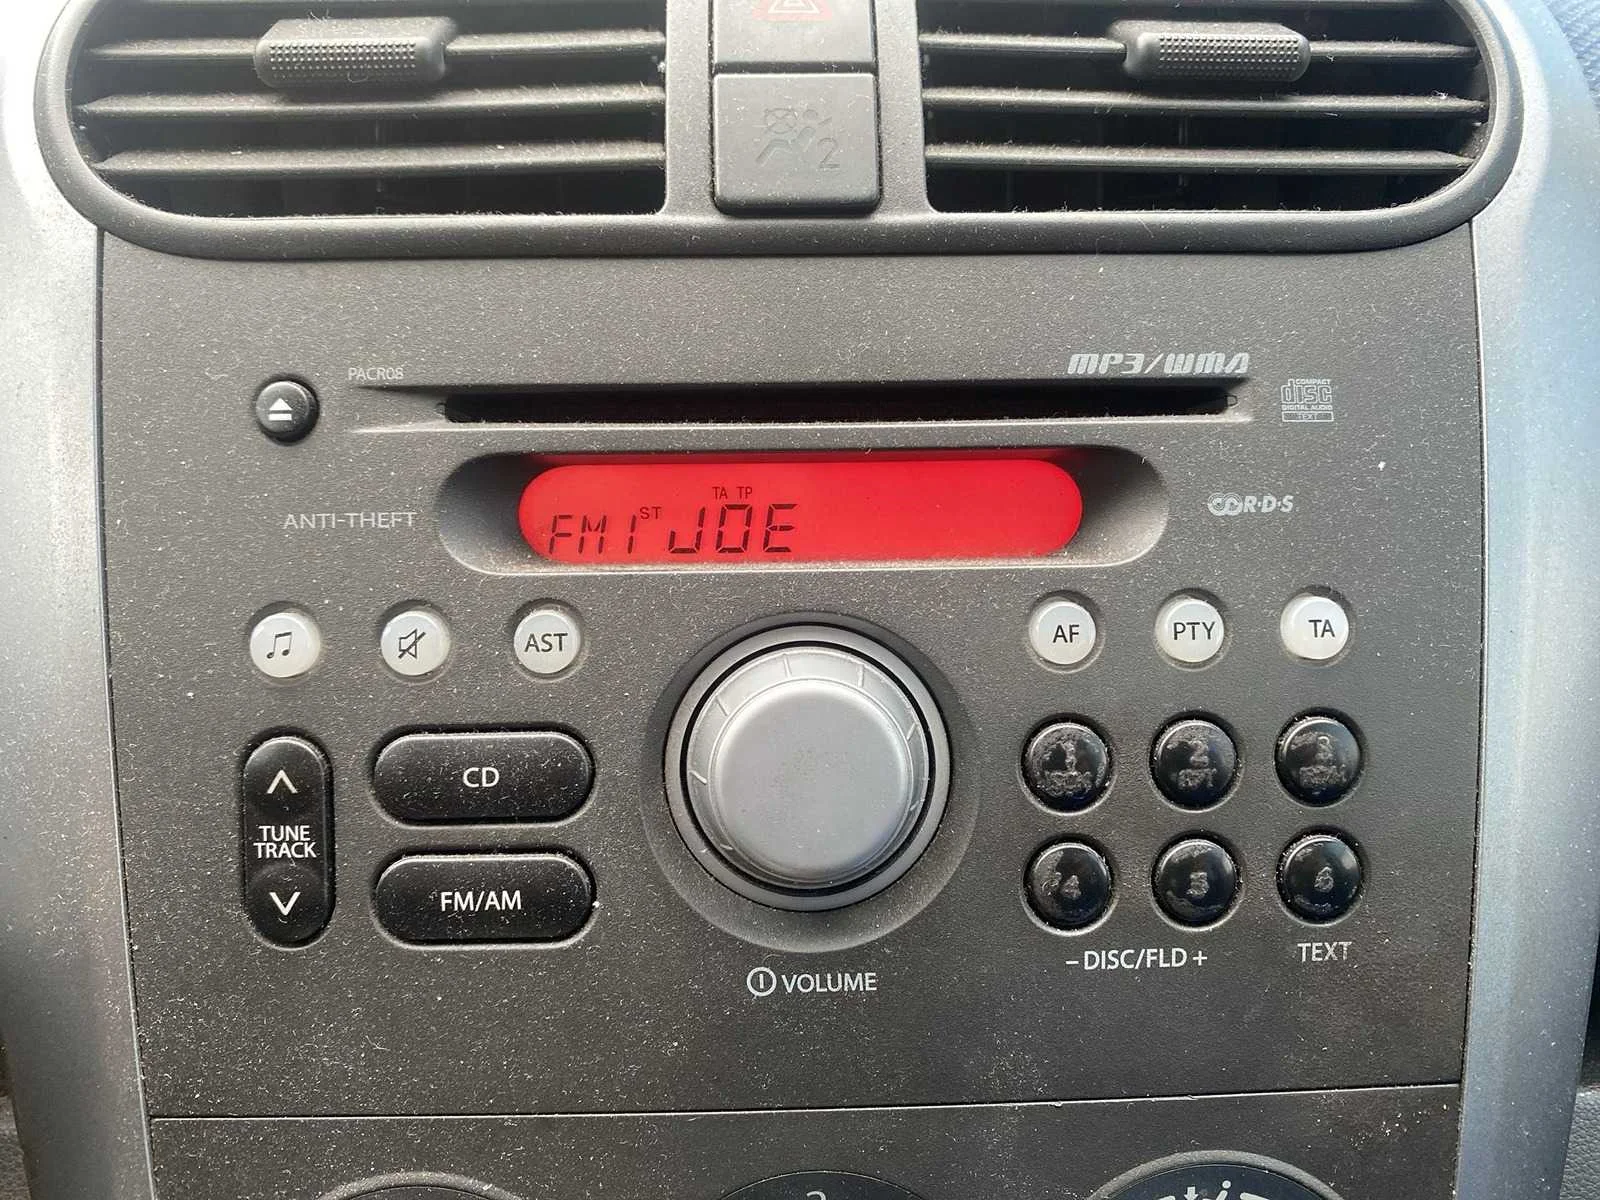 2
PACR08
MP3/WMA
COMPACT
disc
DIGITAL AUDIO
TEXT
ANTI-THEFT
TA TP
FM1 ST JOE
R·D·S
AST
AF
PTY
TA
1
2
3
CD
TUNE
TRACK
FM/AM
4
5
6
VOLUME
– DISC/FLD +
TEXT